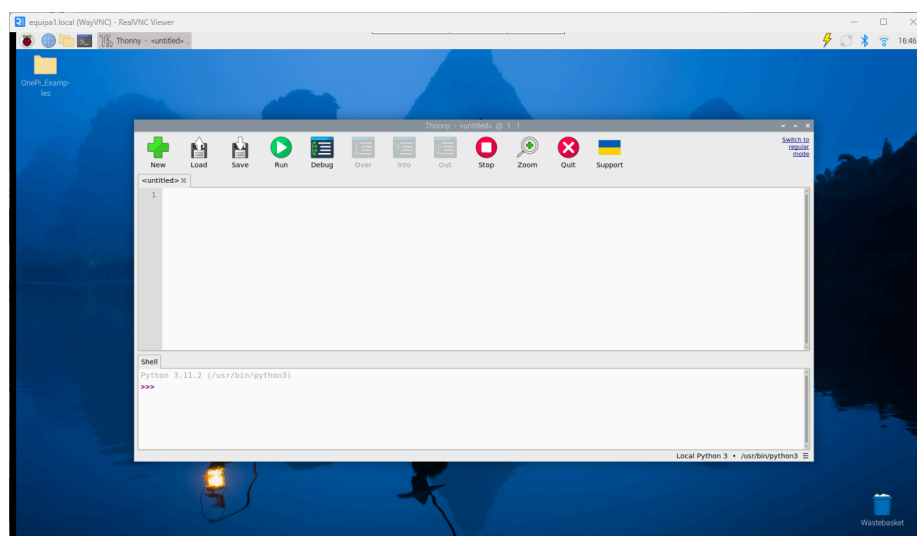 equipa1.local (WayVNC) - RealVNC Viewer
Thonny - <untitled>..
16:46
OnePi_Examp-
les
Thonny - <untitled> @ 1:1
Switch to
regular
mode
New Load Save Run Debug Over Into Out Stop Zoom Quit Support
<untitled>
1
Shell
Python 3.11.2 (/usr/bin/python3)
>>>
Local Python 3 • /usr/bin/python3
Wastebasket